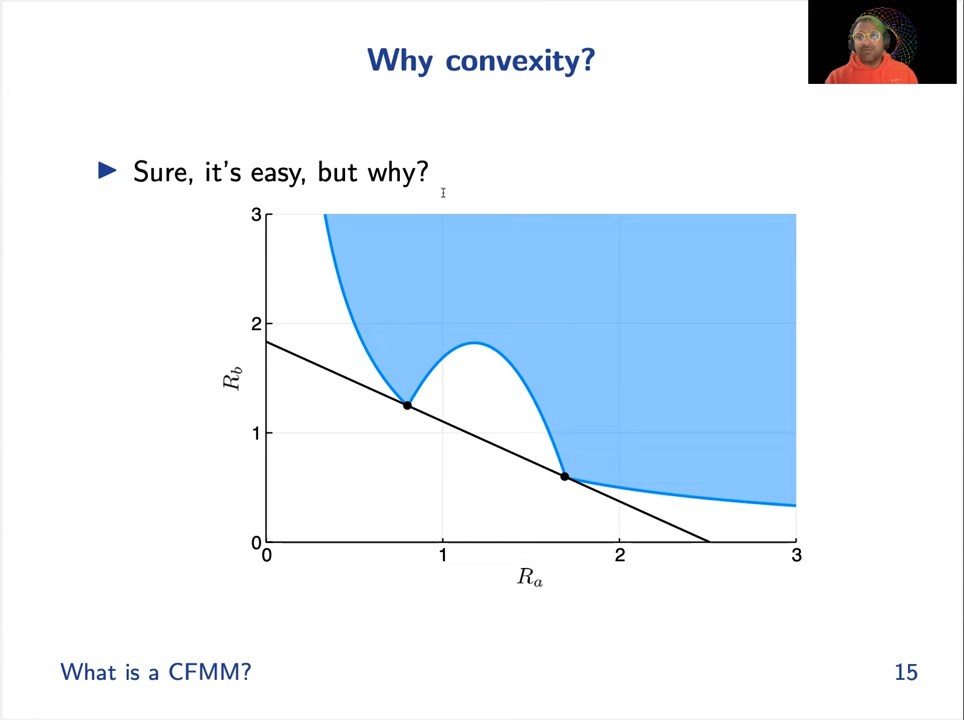 Why convexity?
▶ Sure, it's easy, but why?
3
2
R_b
1
0
0 1 2 3
R_a
What is a CFMM? 15